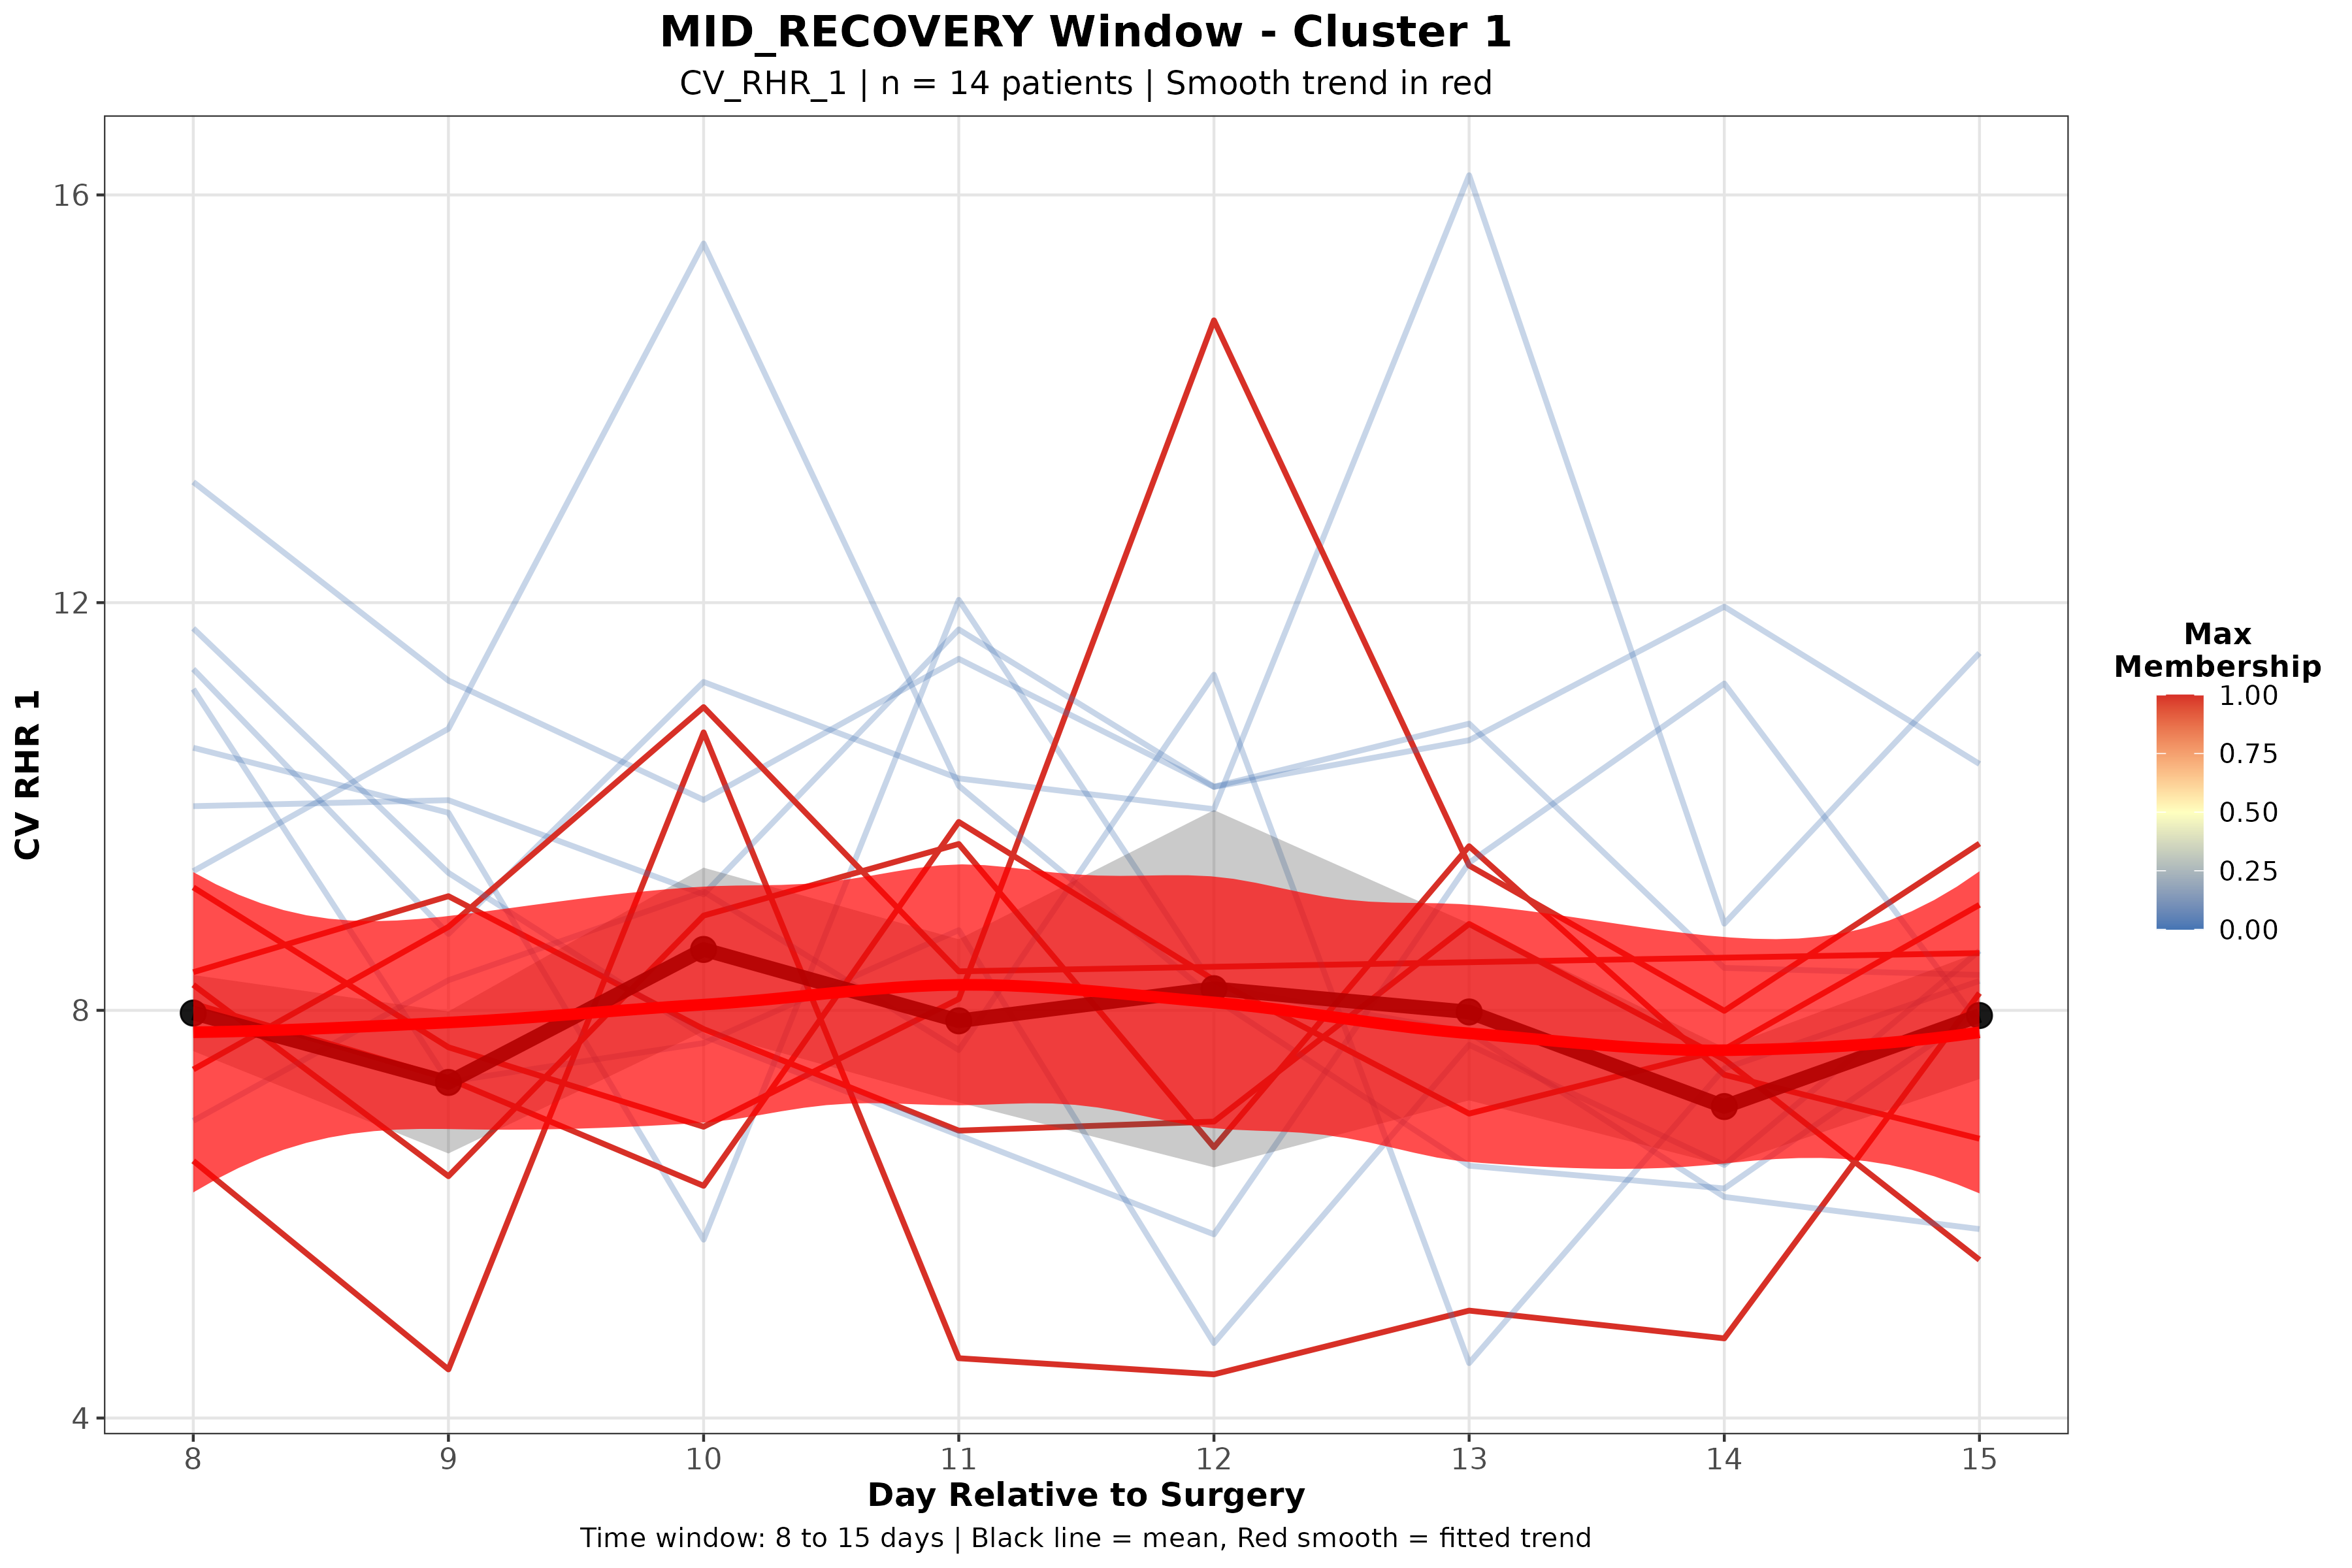 MID_RECOVERY Window - Cluster 1
CV_RHR_1 | n = 14 patients | Smooth trend in red
CV RHR 1
16
12
8
4
8 9 10 11 12 13 14 15
Day Relative to Surgery
Time window: 8 to 15 days | Black line = mean, Red smooth = fitted trend
Max
Membership
1.00
0.75
0.50
0.25
0.00